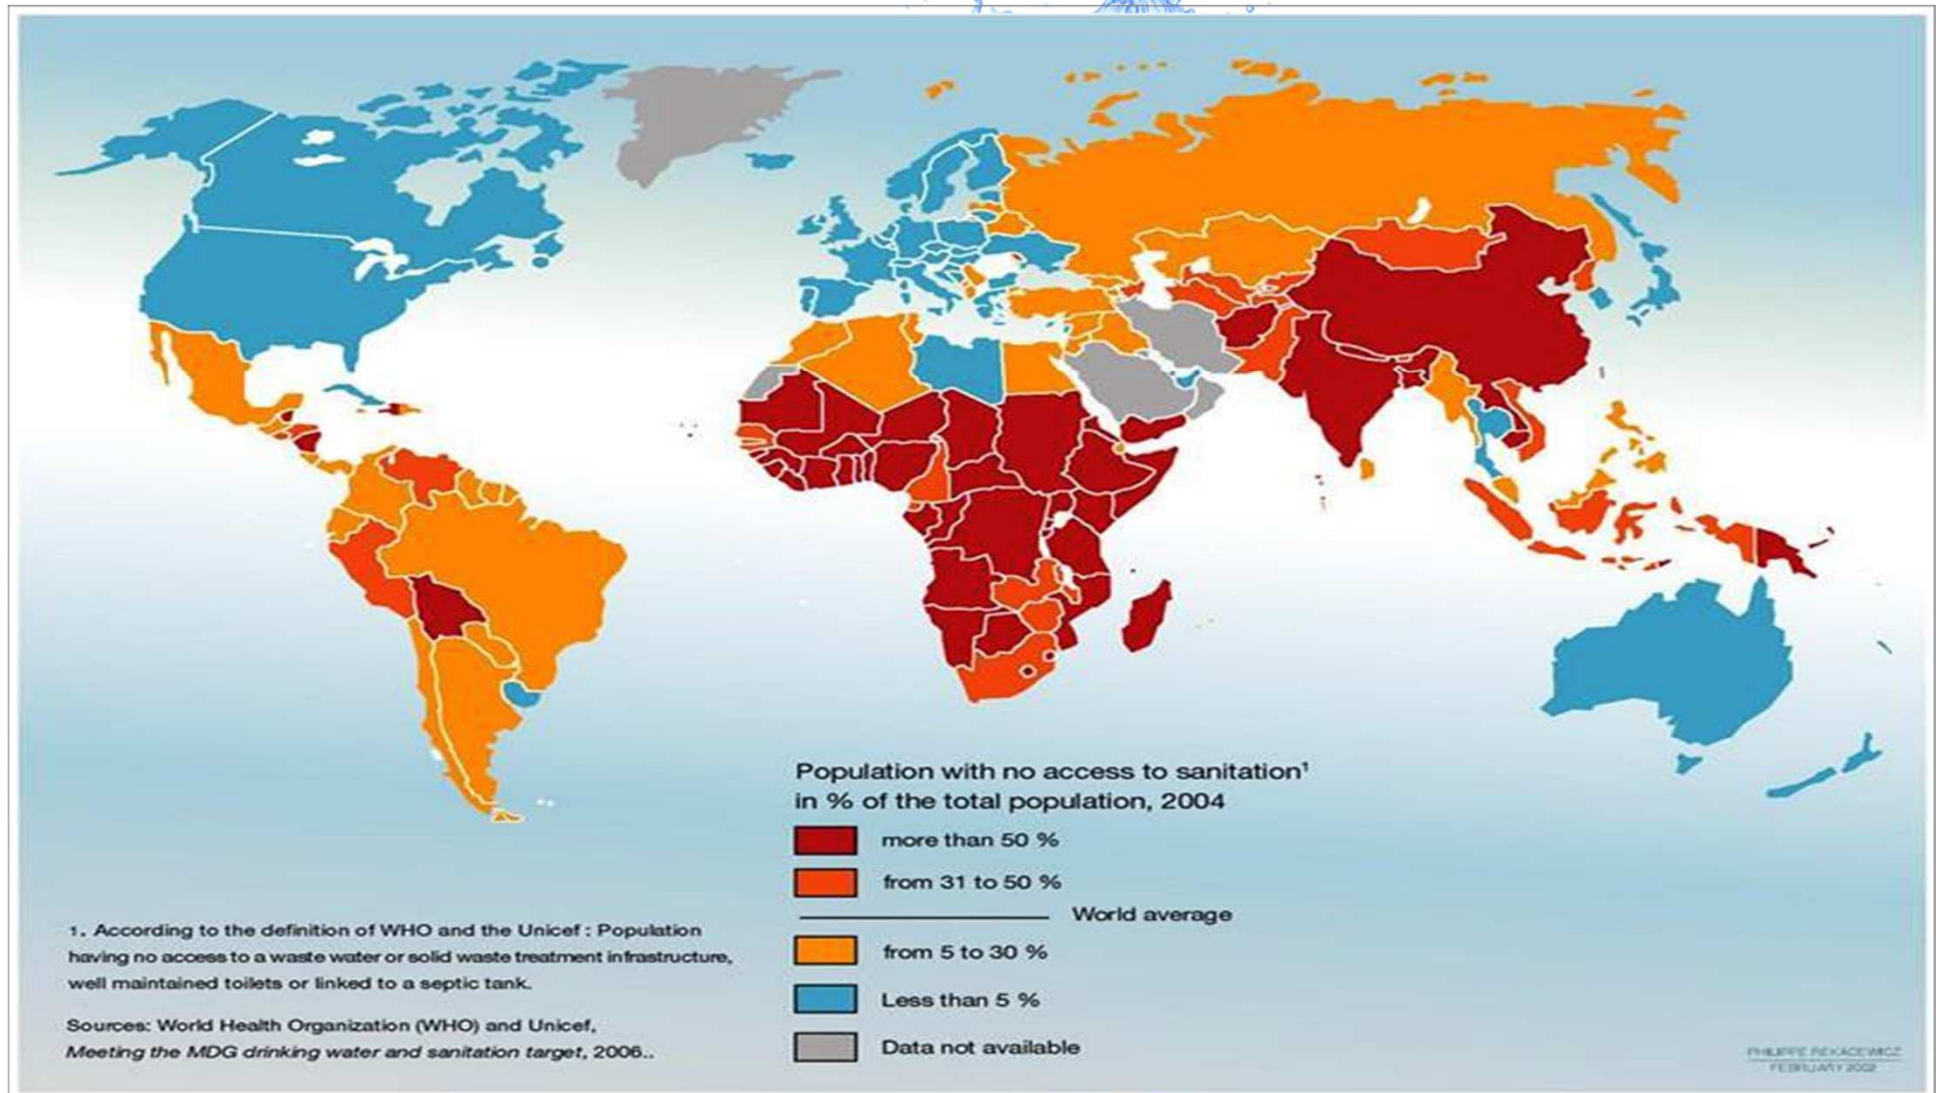 Population with no access to sanitation¹
in % of the total population, 2004
more than 50 %
from 31 to 50 %
World average
from 5 to 30 %
Less than 5 %
Data not available
1. According to the definition of WHO and the Unicef : Population
having no access to a waste water or solid waste treatment infrastructure,
well maintained toilets or linked to a septic tank.
Sources: World Health Organization (WHO) and Unicef,
Meeting the MDG drinking water and sanitation target, 2006..
PHILIPPE REKACEWICZ
FEBRUARY 2002